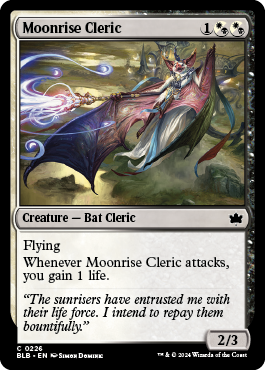 Moonrise Cleric 1
Creature — Bat Cleric
Flying
Whenever Moonrise Cleric attacks,
you gain 1 life.
“The sunrisers have entrusted me with
their life force. I intend to repay them
bountifully.”
2/3
C 0226
BLB • EN Simon Dominic
™ & © 2024 Wizards of the Coast